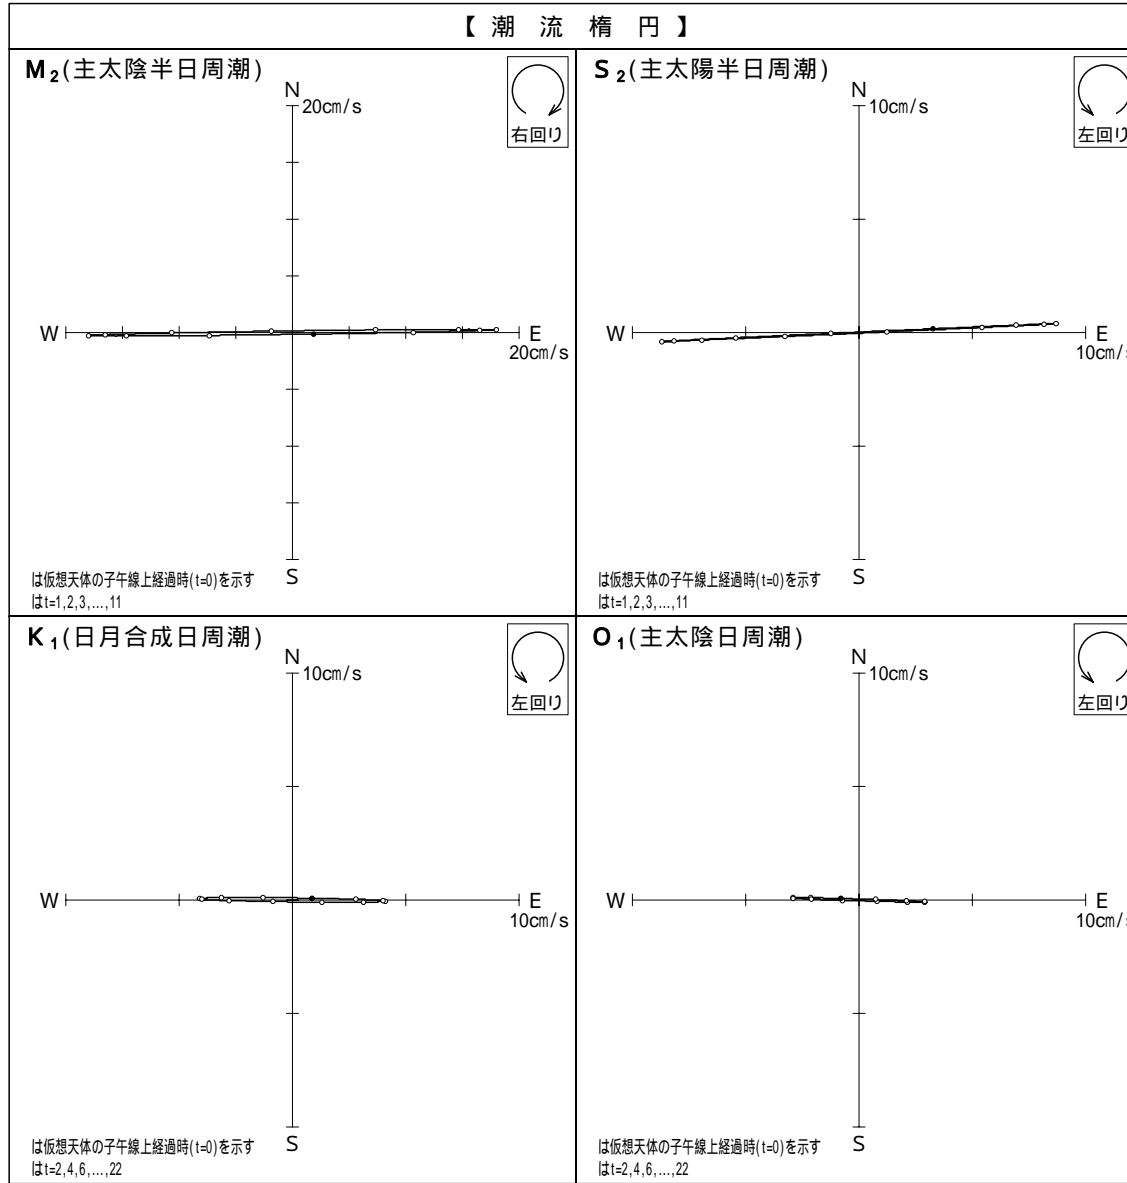 【 潮 流 楕 円 】
M₂(主太陰半日周潮)
N
20cm/s
右回り
W
E
20cm/s
S
は仮想天体の子午線上経過時(t=0)を示す
はt=1,2,3,...,11
S₂(主太陽半日周潮)
N
10cm/s
左回り
W
E
10cm/s
S
は仮想天体の子午線上経過時(t=0)を示す
はt=1,2,3,...,11
K₁(日月合成日周潮)
N
10cm/s
左回り
W
E
10cm/s
S
は仮想天体の子午線上経過時(t=0)を示す
はt=2,4,6,...,22
O₁(主太陰日周潮)
N
10cm/s
左回り
W
E
10cm/s
S
は仮想天体の子午線上経過時(t=0)を示す
はt=2,4,6,...,22